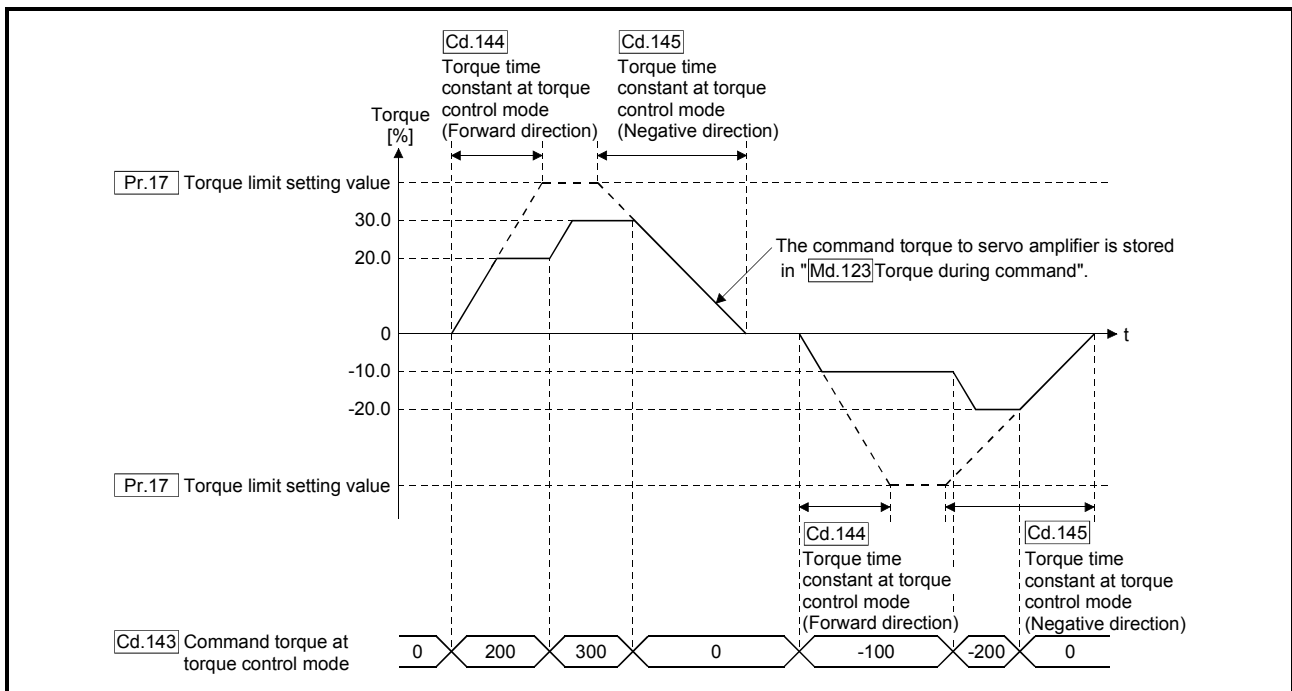 Cd.144
Torque time
constant at torque
control mode
(Forward direction)
Cd.145
Torque time
constant at torque
control mode
(Negative direction)
Torque
[%]
Pr.17 Torque limit setting value
30.0
20.0
The command torque to servo amplifier is stored
in "Md.123 Torque during command".
0
t
-10.0
-20.0
Pr.17 Torque limit setting value
Cd.144
Torque time
constant at torque
control mode
(Forward direction)
Cd.145
Torque time
constant at torque
control mode
(Negative direction)
Cd.143 Command torque at
torque control mode
0 200 300 0 -100 -200 0